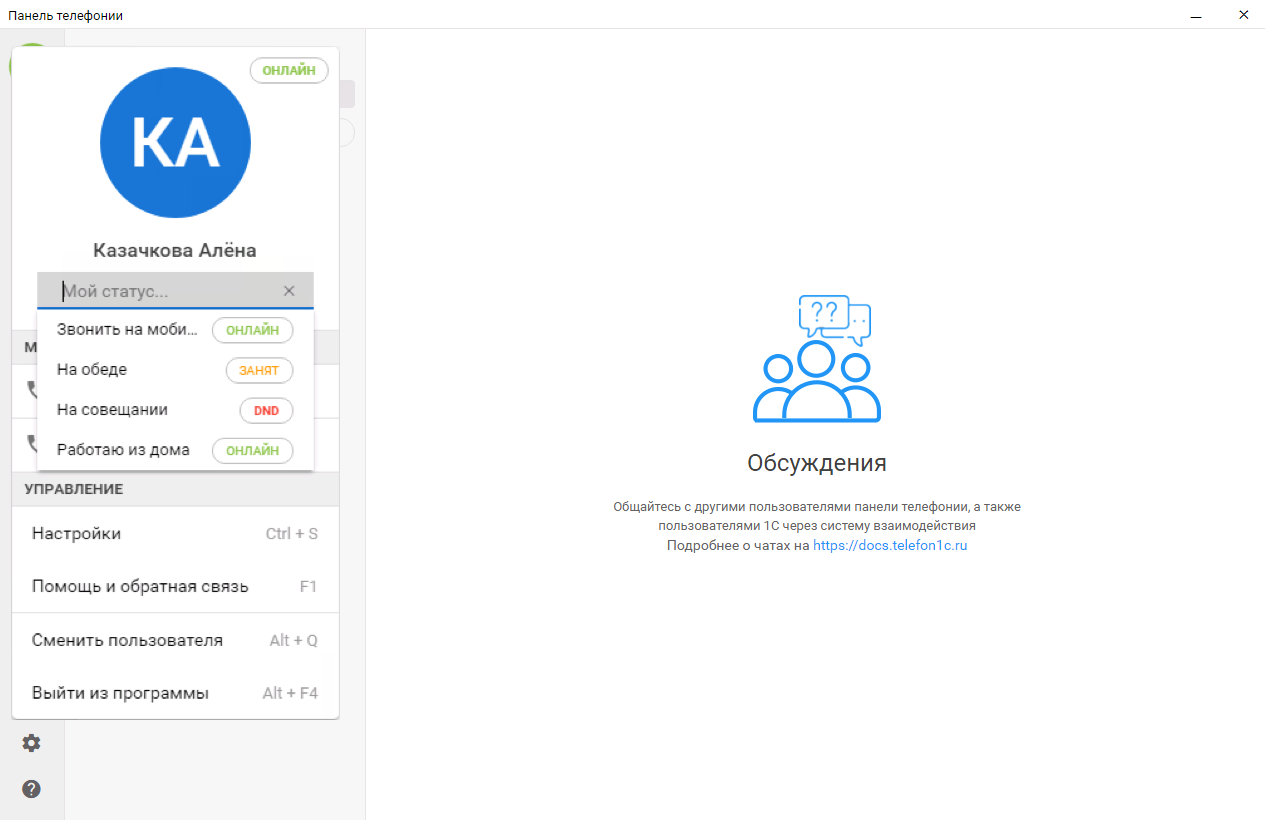 Панель телефонии
ОНЛАЙН
КА
Казачкова Алёна
Мой статус...
Звонить на моби... ОНЛАЙН
На обеде ЗАНЯТ
На совещании DND
Работаю из дома ОНЛАЙН
УПРАВЛЕНИЕ
Настройки Ctrl + S
Помощь и обратная связь F1
Сменить пользователя Alt + Q
Выйти из программы Alt + F4
??
Обсуждения
Общайтесь с другими пользователями панели телефонии, а также
пользователями 1С через систему взаимодействия
Подробнее о чатах на https://docs.telefon1c.ru